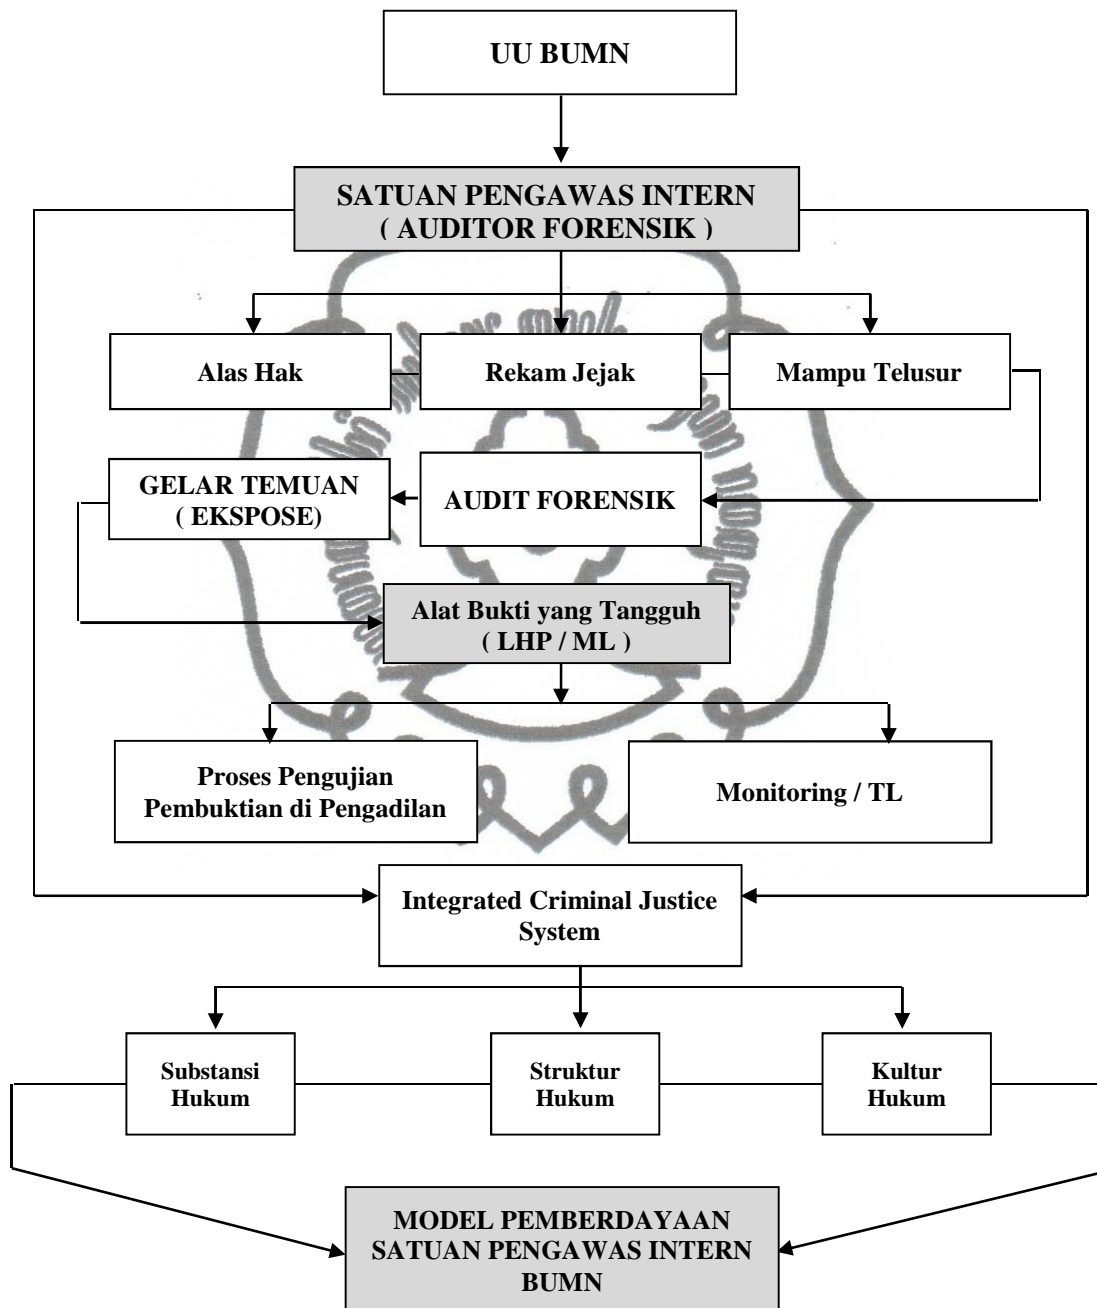 UU BUMN
SATUAN PENGAWAS INTERN
( AUDITOR FORENSIK )
Alas Hak
Rekam Jejak
Mampu Telusur
GELAR TEMUAN
( EKSPOSE)
AUDIT FORENSIK
Alat Bukti yang Tangguh
( LHP / ML )
Proses Pengujian
Pembuktian di Pengadilan
Monitoring / TL
Integrated Criminal Justice
System
Substansi
Hukum
Struktur
Hukum
Kultur
Hukum
MODEL PEMBERDAYAAN
SATUAN PENGAWAS INTERN
BUMN